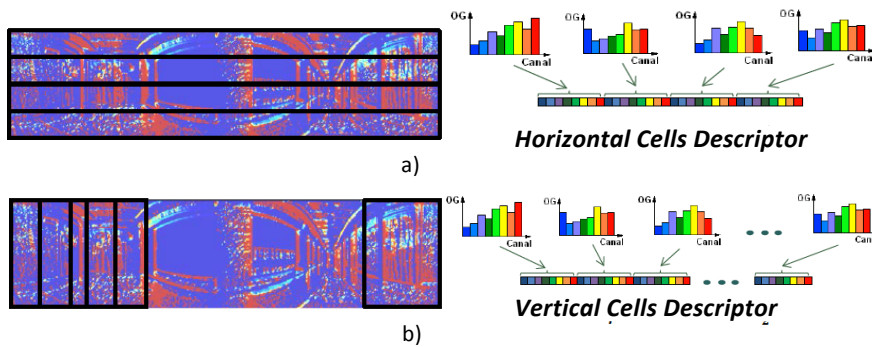 OG OG OG OG
Canal Canal Canal Canal
Horizontal Cells Descriptor
a)
OG OG OG OG
Canal Canal Canal Cana
Vertical Cells Descriptor
b)